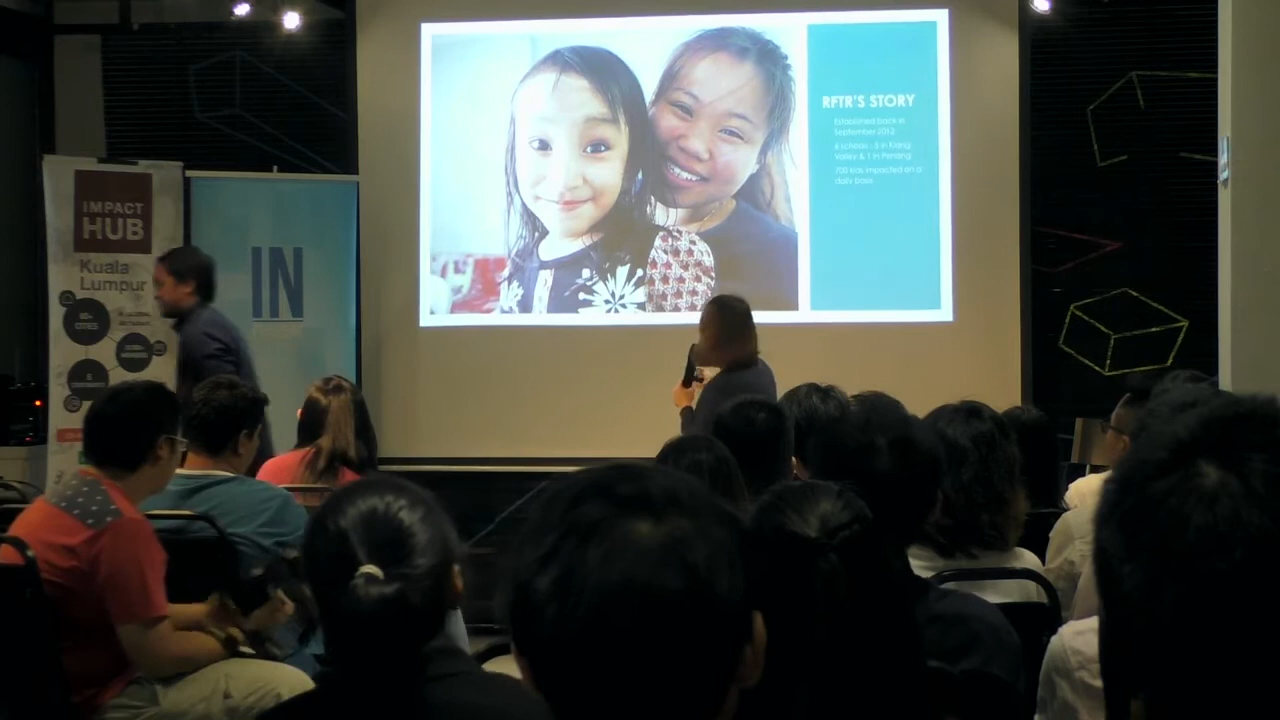 RFTR'S STORY
Established back in
September 2012
6 schools - 5 in Klang
Valley & 1 in Penang
700 kids impacted on a
daily basis
IMPACT
HUB
Kuala
Lumpur
IN
CITIES